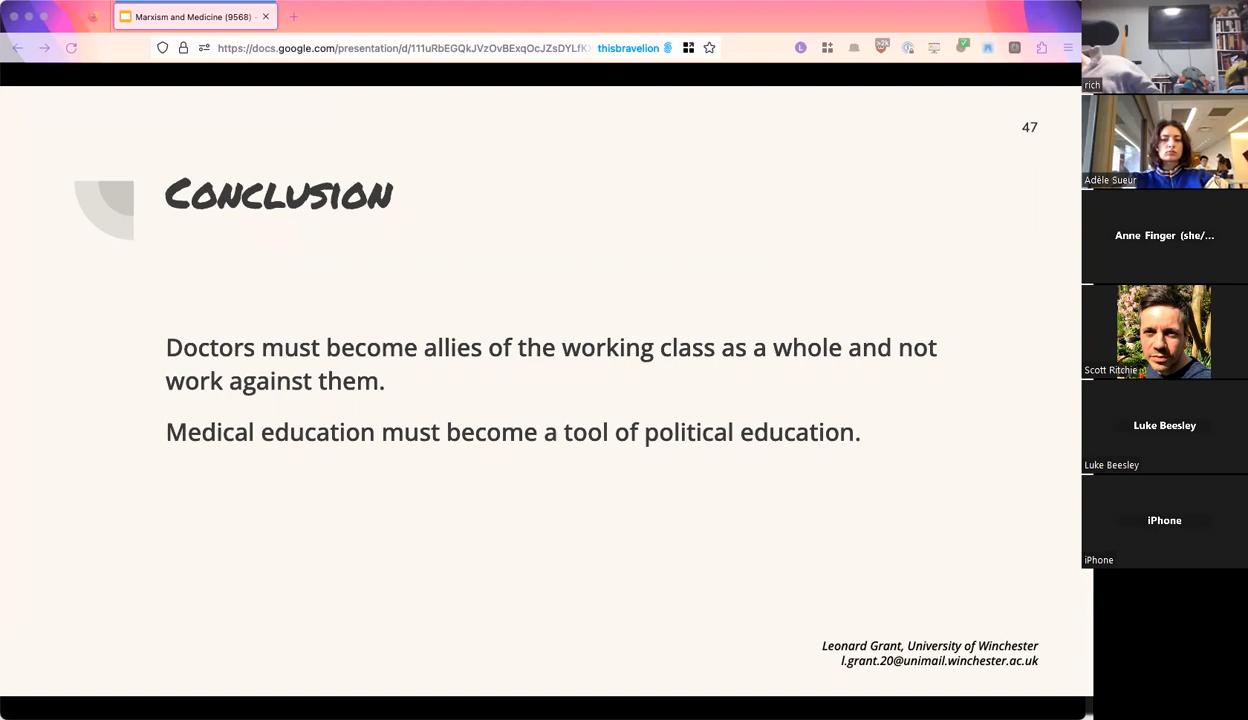 Marxism and Medicine (9568) -
https://docs.google.com/presentation/d/111uRbEGQkJVzOvBExqOcJZsDYLfK
thisbravelion
47
Conclusion
Doctors must become allies of the working class as a whole and not
work against them.
Medical education must become a tool of political education.
Leonard Grant, University of Winchester
l.grant.20@unimail.winchester.ac.uk
rich
Adèle Sueur
Anne Finger (she/...
Scott Ritchie
Luke Beesley
Luke Beesley
iPhone
iPhone